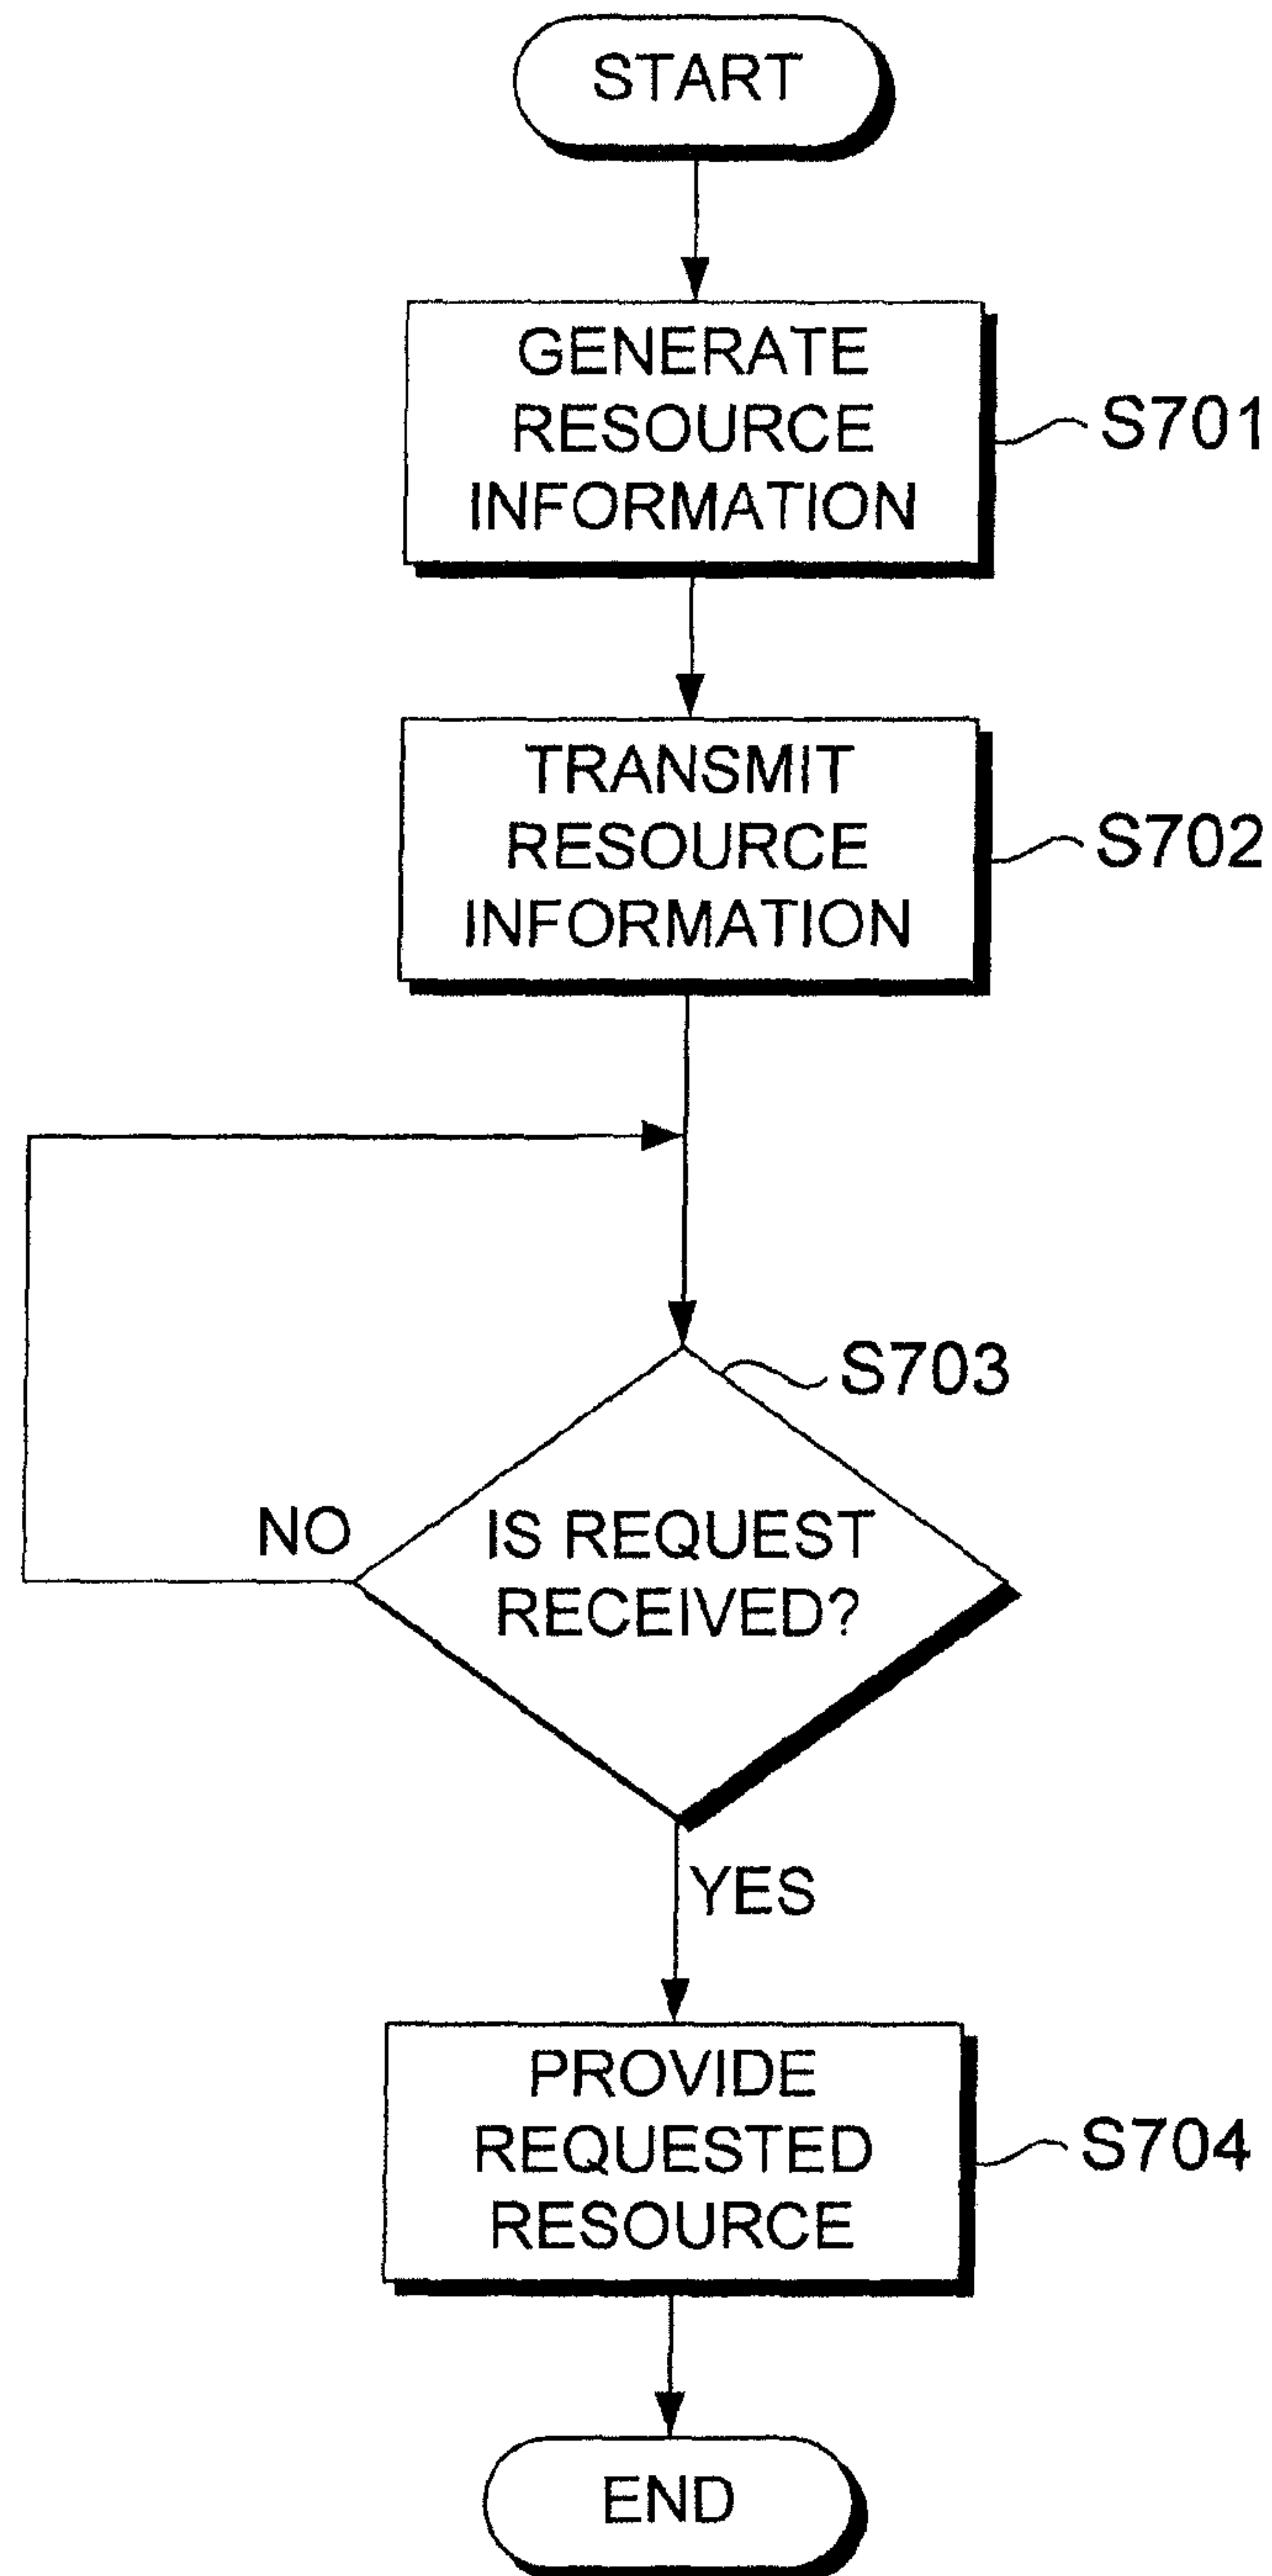 START
GENERATE
RESOURCE
INFORMATION
S701
TRANSMIT
RESOURCE
INFORMATION
S702
S703
NO
IS REQUEST
RECEIVED?
YES
PROVIDE
REQUESTED
RESOURCE
S704
END